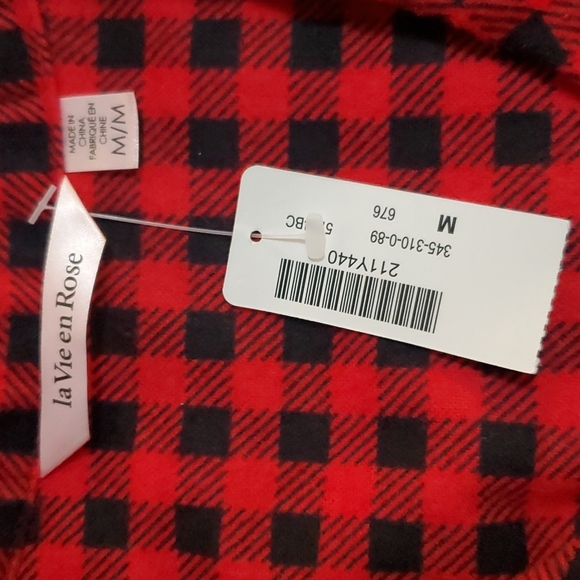 MADE IN
CHINA
FABRIQUÉ EN
CHINE
M/M
la Vie en Rose
211Y440
345-310-0-89
M
676